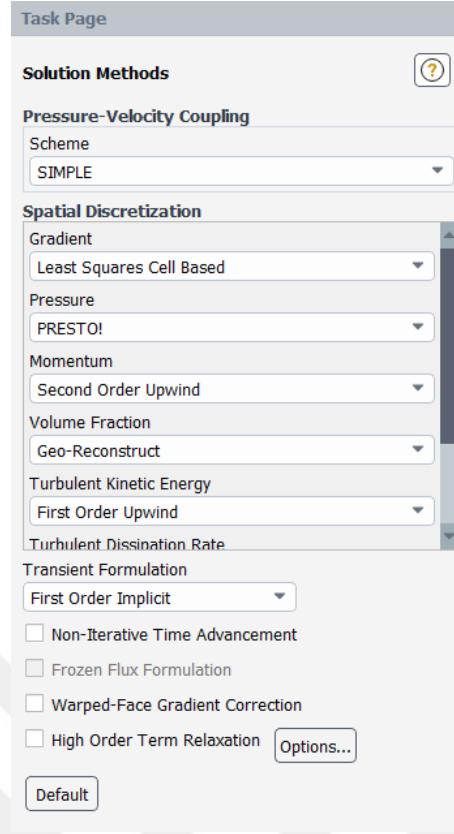 Task Page
Solution Methods
?
Pressure-Velocity Coupling
Scheme
SIMPLE
Spatial Discretization
Gradient
Least Squares Cell Based
Pressure
PRESTO!
Momentum
Second Order Upwind
Volume Fraction
Geo-Reconstruct
Turbulent Kinetic Energy
First Order Upwind
Turbulent Dissipation Rate
Transient Formulation
First Order Implicit
Non-Iterative Time Advancement
Frozen Flux Formulation
Warped-Face Gradient Correction
High Order Term Relaxation Options...
Default